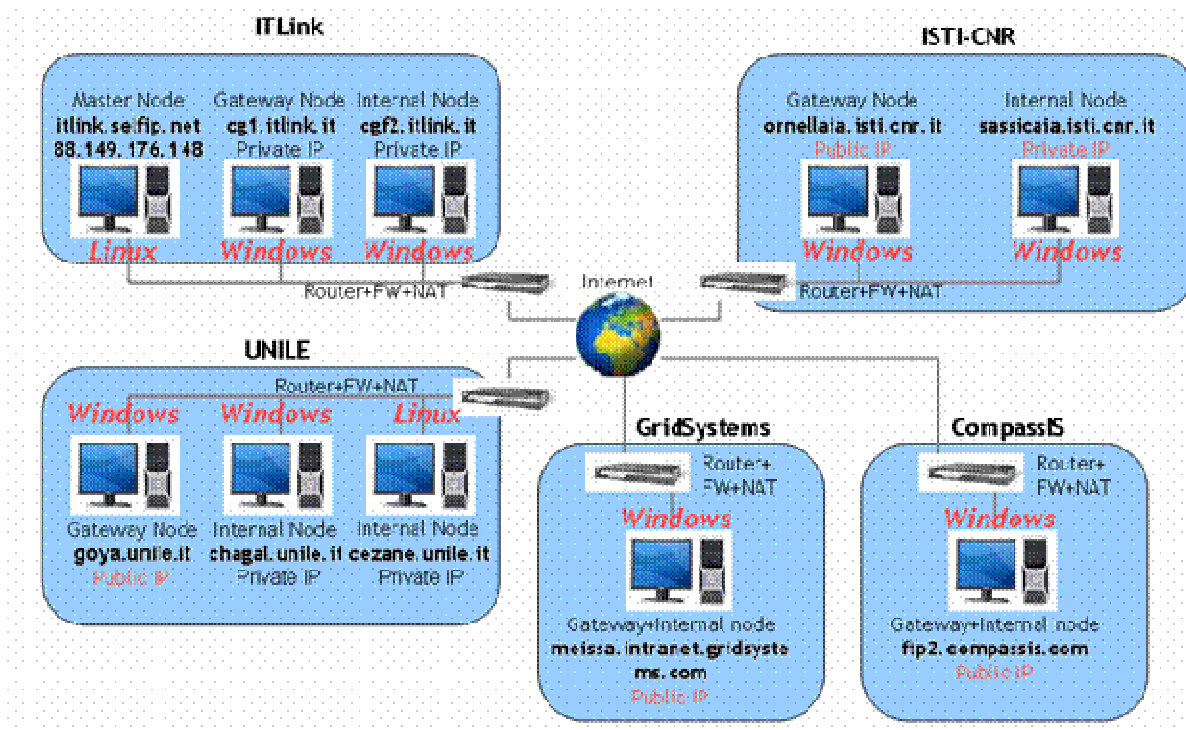 ITLink
Master Node
itlink.selfip.net
88.149.176.148
Linux
Gateway Node
cg1.itlink.it
Private IP
Windows
Internal Node
cgf2.itlink.it
Private IP
Windows
Router+FW+NAT
ISTI-CNR
Gateway Node
ornellaia.isti.cnr.it
Public IP
Windows
Internal Node
sassicaia.isti.cnr.it
Private IP
Windows
Router+FW+NAT
Internet
UNILE
Router+FW+NAT
Windows
Gateway Node
goya.unile.it
Public IP
Windows
Internal Node
chagal.unile.it
Private IP
Linux
Internal Node
cezane.unile.it
Private IP
GridSystems
Router+
FW+NAT
Windows
Gateway+Internal node
meissa.intranet.gridsyste
ms.com
Public IP
CompassIS
Router+
FW+NAT
Windows
Gateway+Internal node
fip2.compassis.com
Public IP